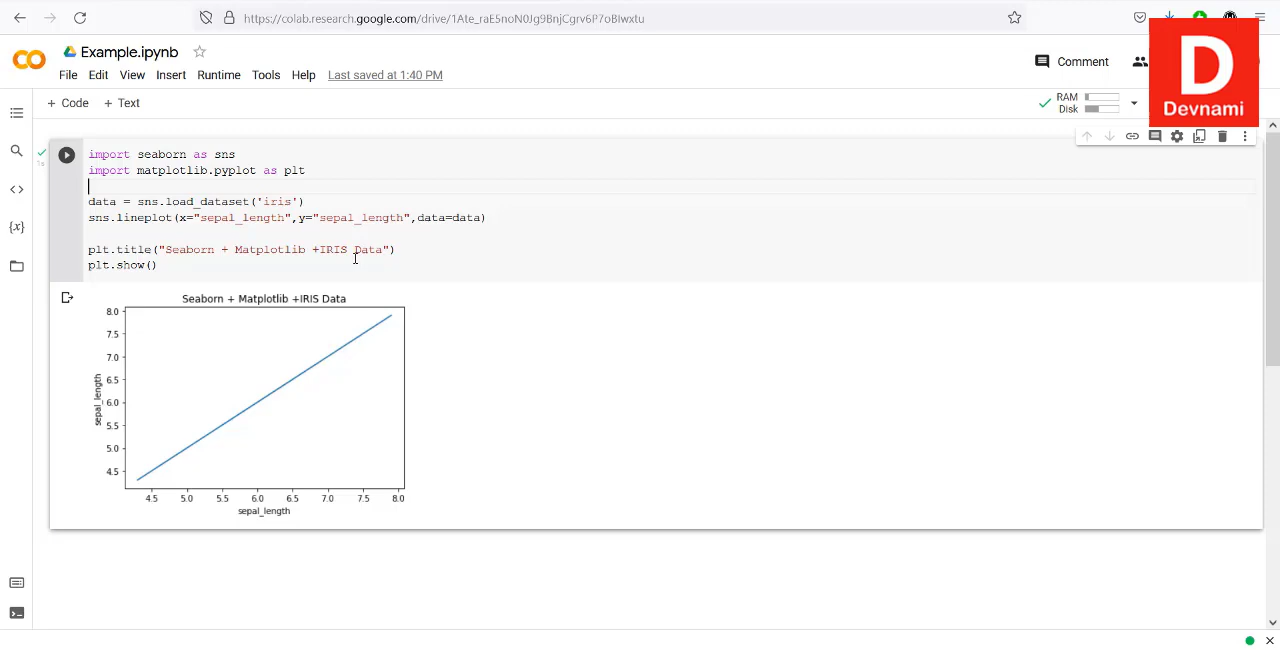 https://colab.research.google.com/drive/1Ate_raE5noN0Jg9BnjCgrv6P7oBIwxtu
Example.ipynb
File Edit View Insert Runtime Tools Help Last saved at 1:40 PM
Comment
D
Devnami
+ Code + Text
RAM
Disk
import seaborn as sns
import matplotlib.pyplot as plt
data = sns.load_dataset('iris')
sns.lineplot(x="sepal_length",y="sepal_length",data=data)
plt.title("Seaborn + Matplotlib +IRIS Data")
plt.show()
Seaborn + Matplotlib +IRIS Data
8.0
7.5
7.0
6.5
6.0
5.5
5.0
4.5
sepal_length
4.5 5.0 5.5 6.0 6.5 7.0 7.5 8.0
sepal_length